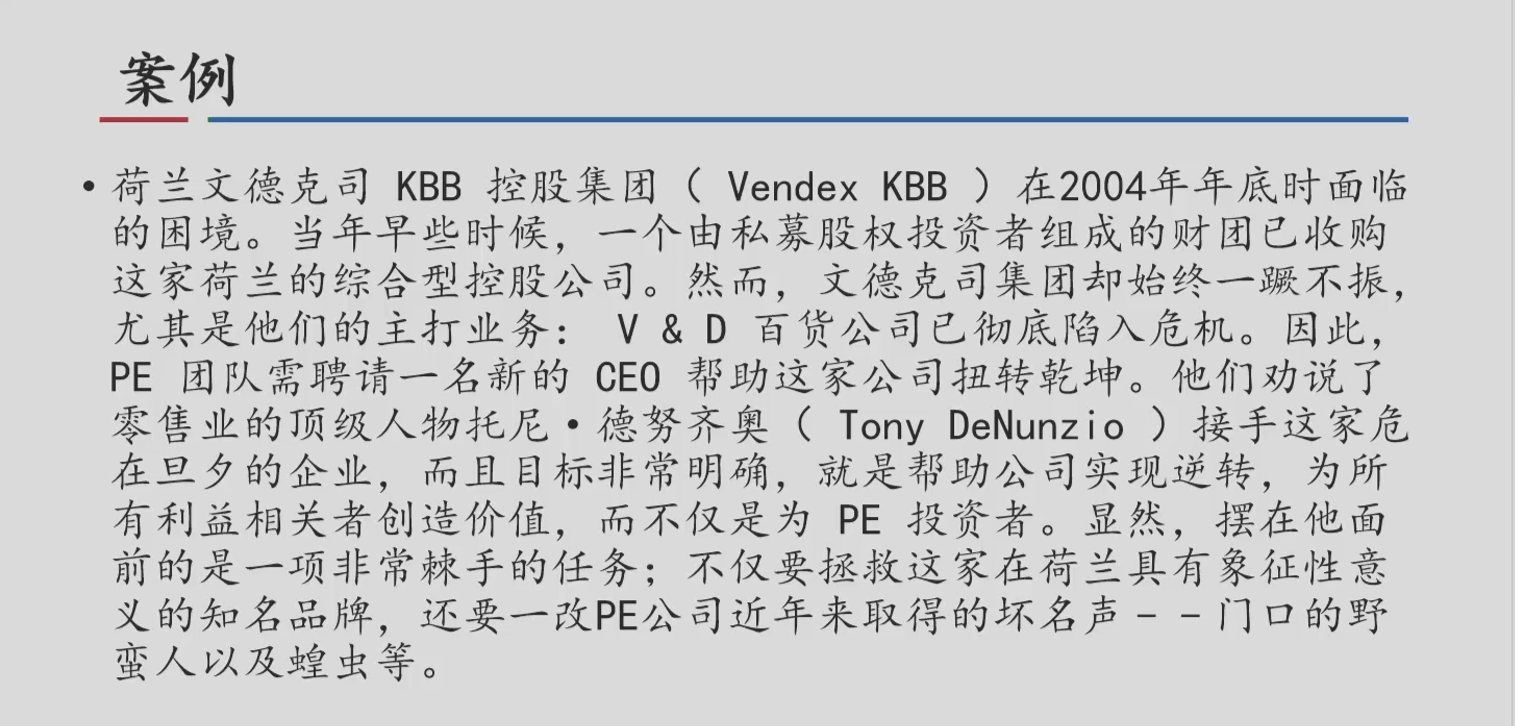 案例
• 荷兰文德克司 KBB 控股集团（ Vendex KBB ）在2004年年底时面临
的困境。当年早些时候，一个由私募股权投资者组成的财团已收购
这家荷兰的综合型控股公司。然而，文德克司集团却始终一蹶不振，
尤其是他们的主打业务： V & D 百货公司已彻底陷入危机。因此，
PE 团队需聘请一名新的 CEO 帮助这家公司扭转乾坤。他们劝说了
零售业的顶级人物托尼•德努齐奥（ Tony DeNunzio ）接手这家危
在旦夕的企业，而且目标非常明确，就是帮助公司实现逆转，为所
有利益相关者创造价值，而不仅是为 PE 投资者。显然，摆在他面
前的是一项非常棘手的任务；不仅要拯救这家在荷兰具有象征性意
义的知名品牌，还要一改PE公司近年来取得的坏名声－－门口的野
蛮人以及蝗虫等。